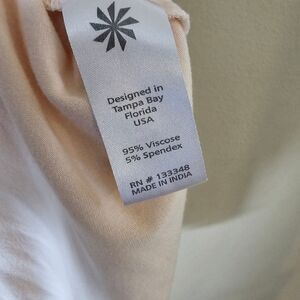 Designed in
Tampa Bay
Florida
USA
95% Viscose
5% Spendex
RN # 133348
MADE IN INDIA